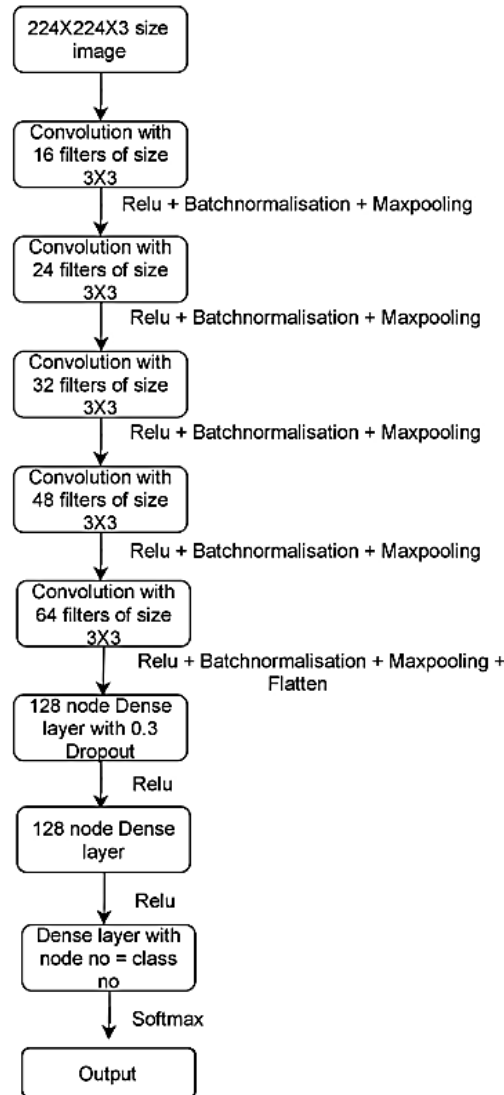 224X224X3 size
image
Convolution with
16 filters of size
3X3
Relu + Batchnormalisation + Maxpooling
Convolution with
24 filters of size
3X3
Relu + Batchnormalisation + Maxpooling
Convolution with
32 filters of size
3X3
Relu + Batchnormalisation + Maxpooling
Convolution with
48 filters of size
3X3
Relu + Batchnormalisation + Maxpooling
Convolution with
64 filters of size
3X3
Relu + Batchnormalisation + Maxpooling +
Flatten
128 node Dense
layer with 0.3
Dropout
Relu
128 node Dense
layer
Relu
Dense layer with
node no = class
no
Softmax
Output